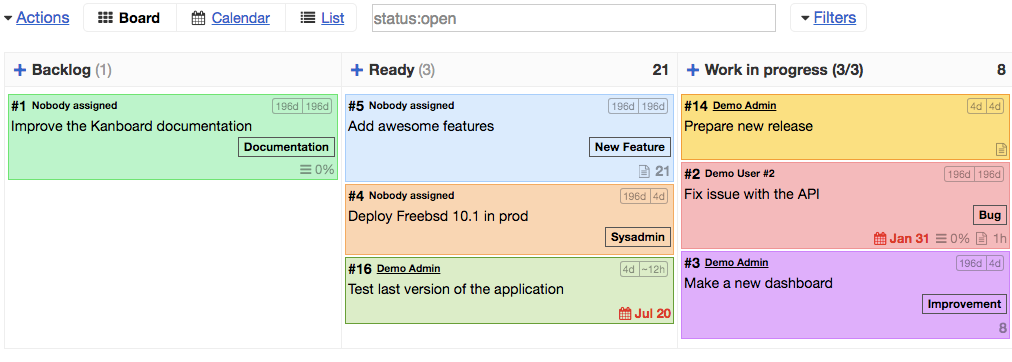 Actions Board Calendar List status:open Filters
Backlog (1)
#1 Nobody assigned 196d 196d
Improve the Kanboard documentation
Documentation
0%
Ready (3) 21
#5 Nobody assigned 196d 196d
Add awesome features
New Feature
21
#4 Nobody assigned 196d 4d
Deploy Freebsd 10.1 in prod
Sysadmin
#16 Demo Admin 4d ~12h
Test last version of the application
Jul 20
Work in progress (3/3) 8
#14 Demo Admin 4d 4d
Prepare new release
#2 Demo User #2 196d 196d
Fix issue with the API
Bug
Jan 31 0% 1h
#3 Demo Admin 196d 4d
Make a new dashboard
Improvement
8